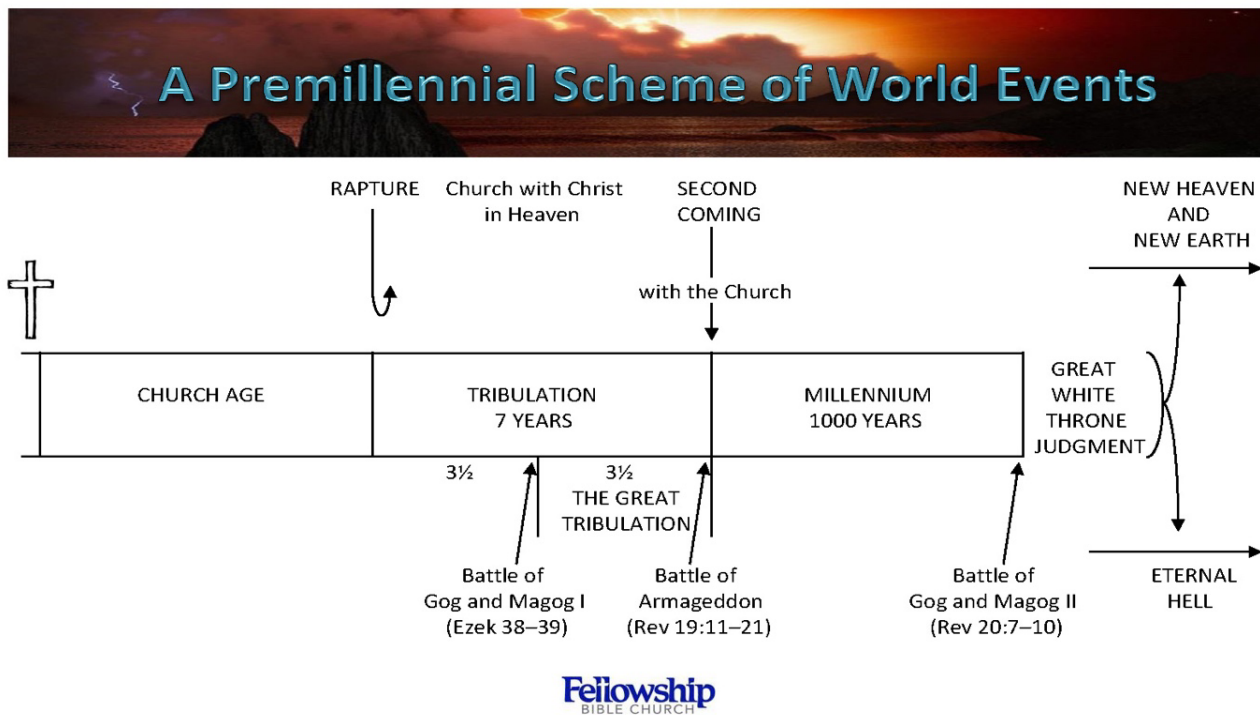 A Premillennial Scheme of World Events
RAPTURE
Church with Christ
in Heaven
SECOND
COMING
with the Church
NEW HEAVEN
AND
NEW EARTH
CHURCH AGE
TRIBULATION
7 YEARS
MILLENNIUM
1000 YEARS
GREAT
WHITE
THRONE
JUDGMENT
3½
3½
THE GREAT
TRIBULATION
Battle of
Gog and Magog I
(Ezek 38–39)
Battle of
Armageddon
(Rev 19:11–21)
Battle of
Gog and Magog II
(Rev 20:7–10)
ETERNAL
HELL
Fellowship
BIBLE CHURCH